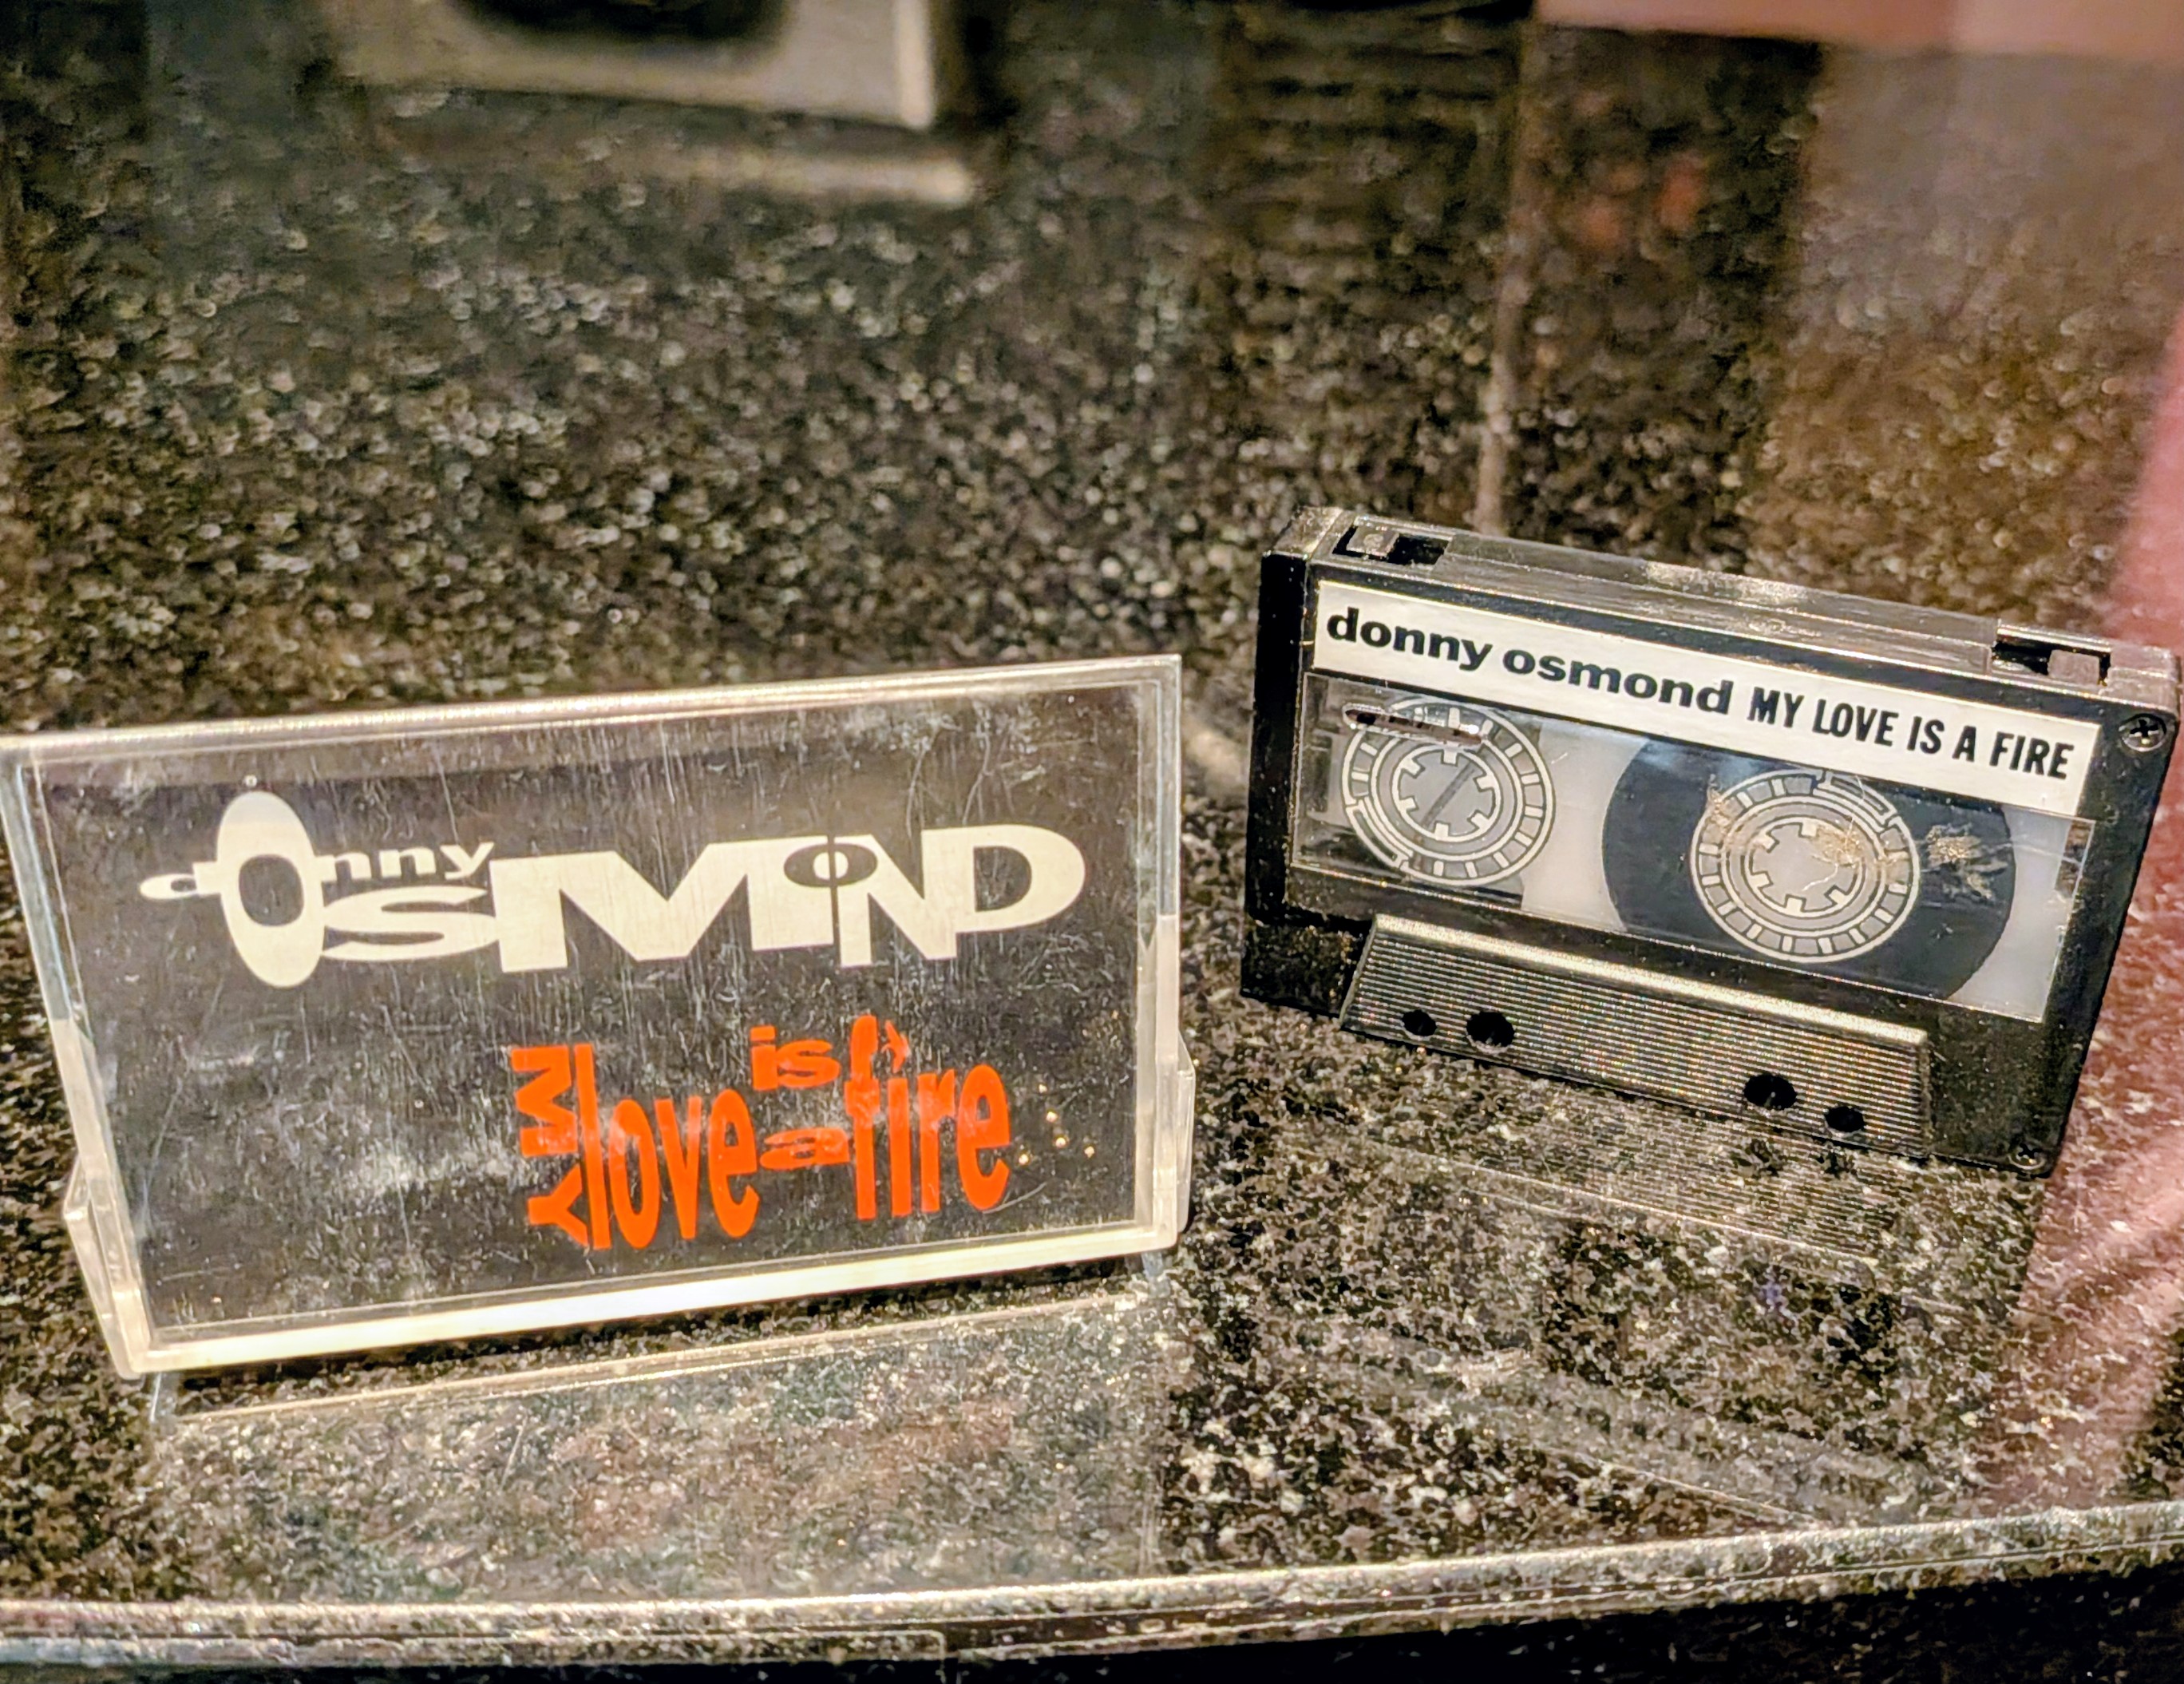 donny
OSMOND
MY love is a fire
donny osmond MY LOVE IS A FIRE